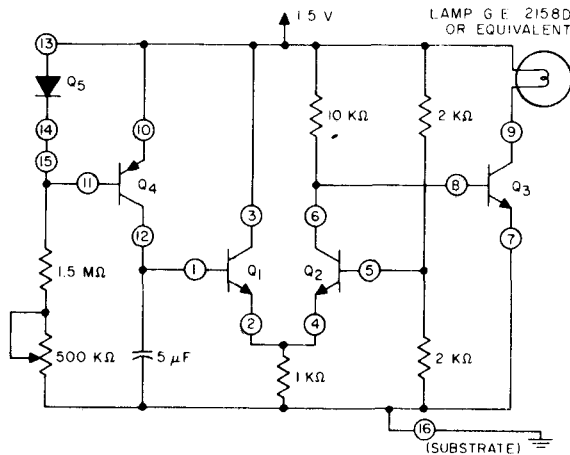 1.5 V
LAMP G.E. 2158D
OR EQUIVALENT
13
Q5
14
15
10
11
Q4
12
1.5 MΩ
500 KΩ
5 µF
3
1
Q1
2
1 KΩ
10 KΩ
6
Q2
4
5
2 KΩ
2 KΩ
9
8
Q3
7
16
(SUBSTRATE)